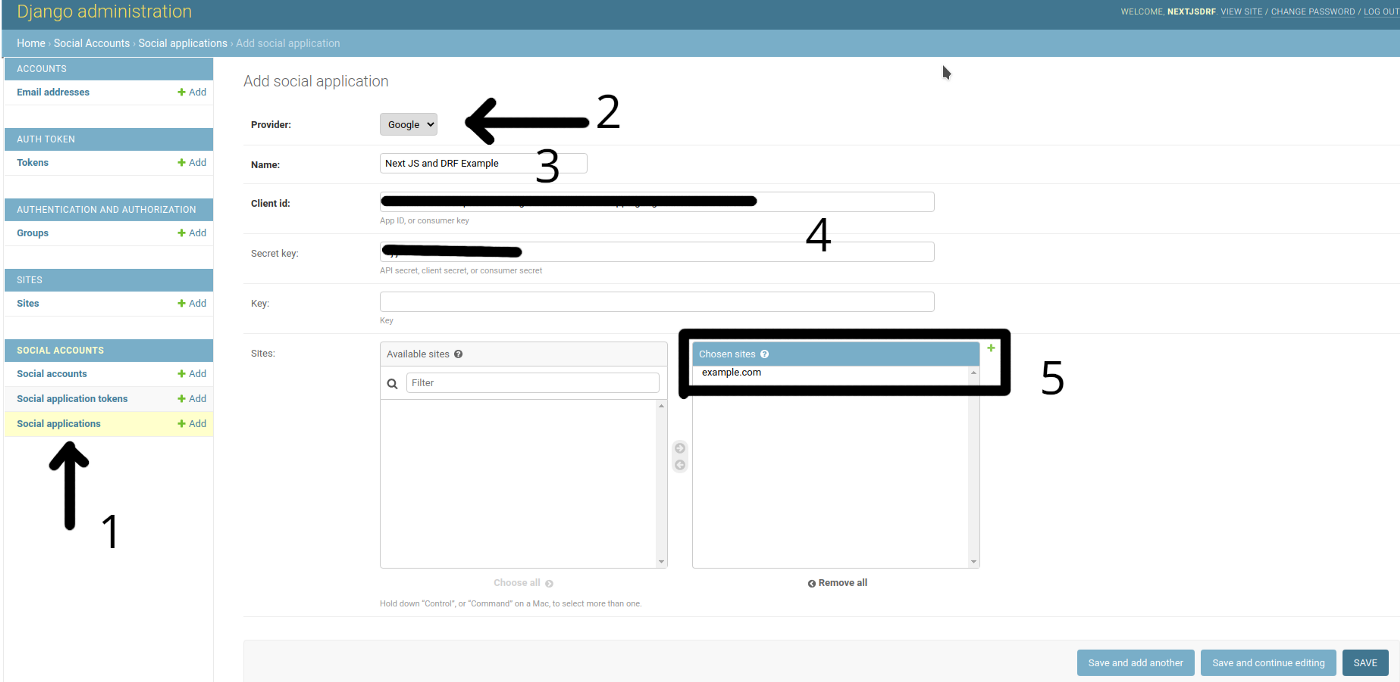 Django administration
WELCOME, NEXTJSDRF. VIEW SITE / CHANGE PASSWORD / LOG OUT
Home › Social Accounts › Social applications › Add social application
ACCOUNTS
Email addresses + Add
AUTH TOKEN
Tokens + Add
AUTHENTICATION AND AUTHORIZATION
Groups + Add
SITES
Sites + Add
SOCIAL ACCOUNTS
Social accounts + Add
Social application tokens + Add
Social applications + Add
1
Add social application
Provider: Google 2
Name: Next JS and DRF Example 3
Client id:
App ID, or consumer key
4
Secret key:
API secret, client secret, or consumer secret
Key:
Key
Sites:
Available sites ?
Filter
Choose all
Chosen sites ? +
example.com
5
Remove all
Hold down “Control”, or “Command” on a Mac, to select more than one.
Save and add another Save and continue editing SAVE